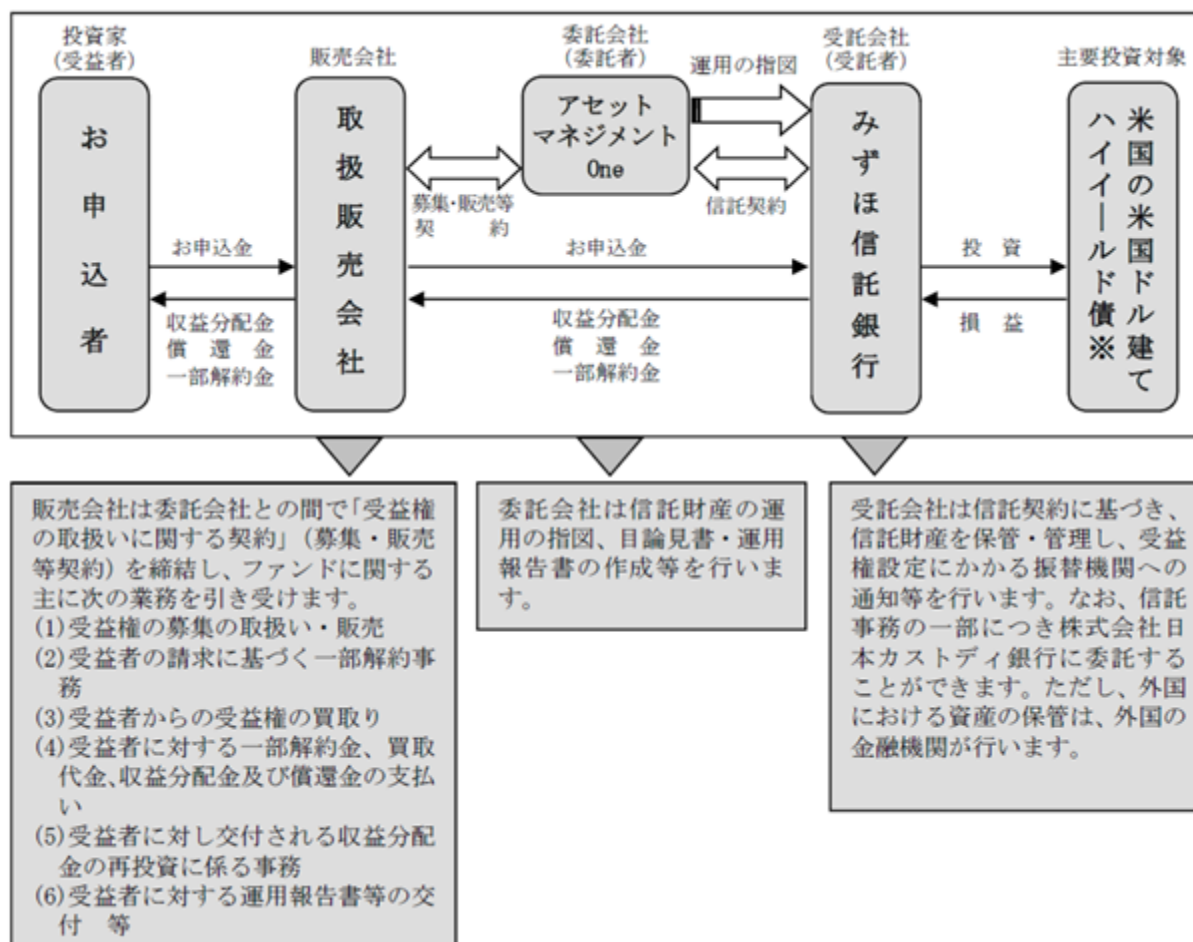 投資家
(受益者)
販売会社
委託会社
(委託者)
運用の指図
受託会社
(受託者)
主要投資対象
お申込者
取扱販売会社
アセット
マネジメント
One
みずほ信託銀行
米国の米国ドル建て
ハイイールド債※
募集・販売等
契　　約
信託契約
お申込金
お申込金
投　資
収益分配金
償　還　金
一部解約金
収益分配金
償　還　金
一部解約金
損　益
販売会社は委託会社との間で「受益権
の取扱いに関する契約」（募集・販売
等契約）を締結し、ファンドに関する
主に次の業務を引き受けます。
(1)受益権の募集の取扱い・販売
(2)受益者の請求に基づく一部解約事
務
(3)受益者からの受益権の買取り
(4)受益者に対する一部解約金、買取
代金、収益分配金及び償還金の支払
い
(5)受益者に対し交付される収益分配
金の再投資に係る事務
(6)受益者に対する運用報告書等の交
付　等
委託会社は信託財産の運
用の指図、目論見書・運用
報告書の作成等を行いま
す。
受託会社は信託契約に基づき、
信託財産を保管・管理し、受益
権設定にかかる振替機関への
通知等を行います。なお、信託
事務の一部につき株式会社日
本カストディ銀行に委託する
ことができます。ただし、外国
における資産の保管は、外国の
金融機関が行います。